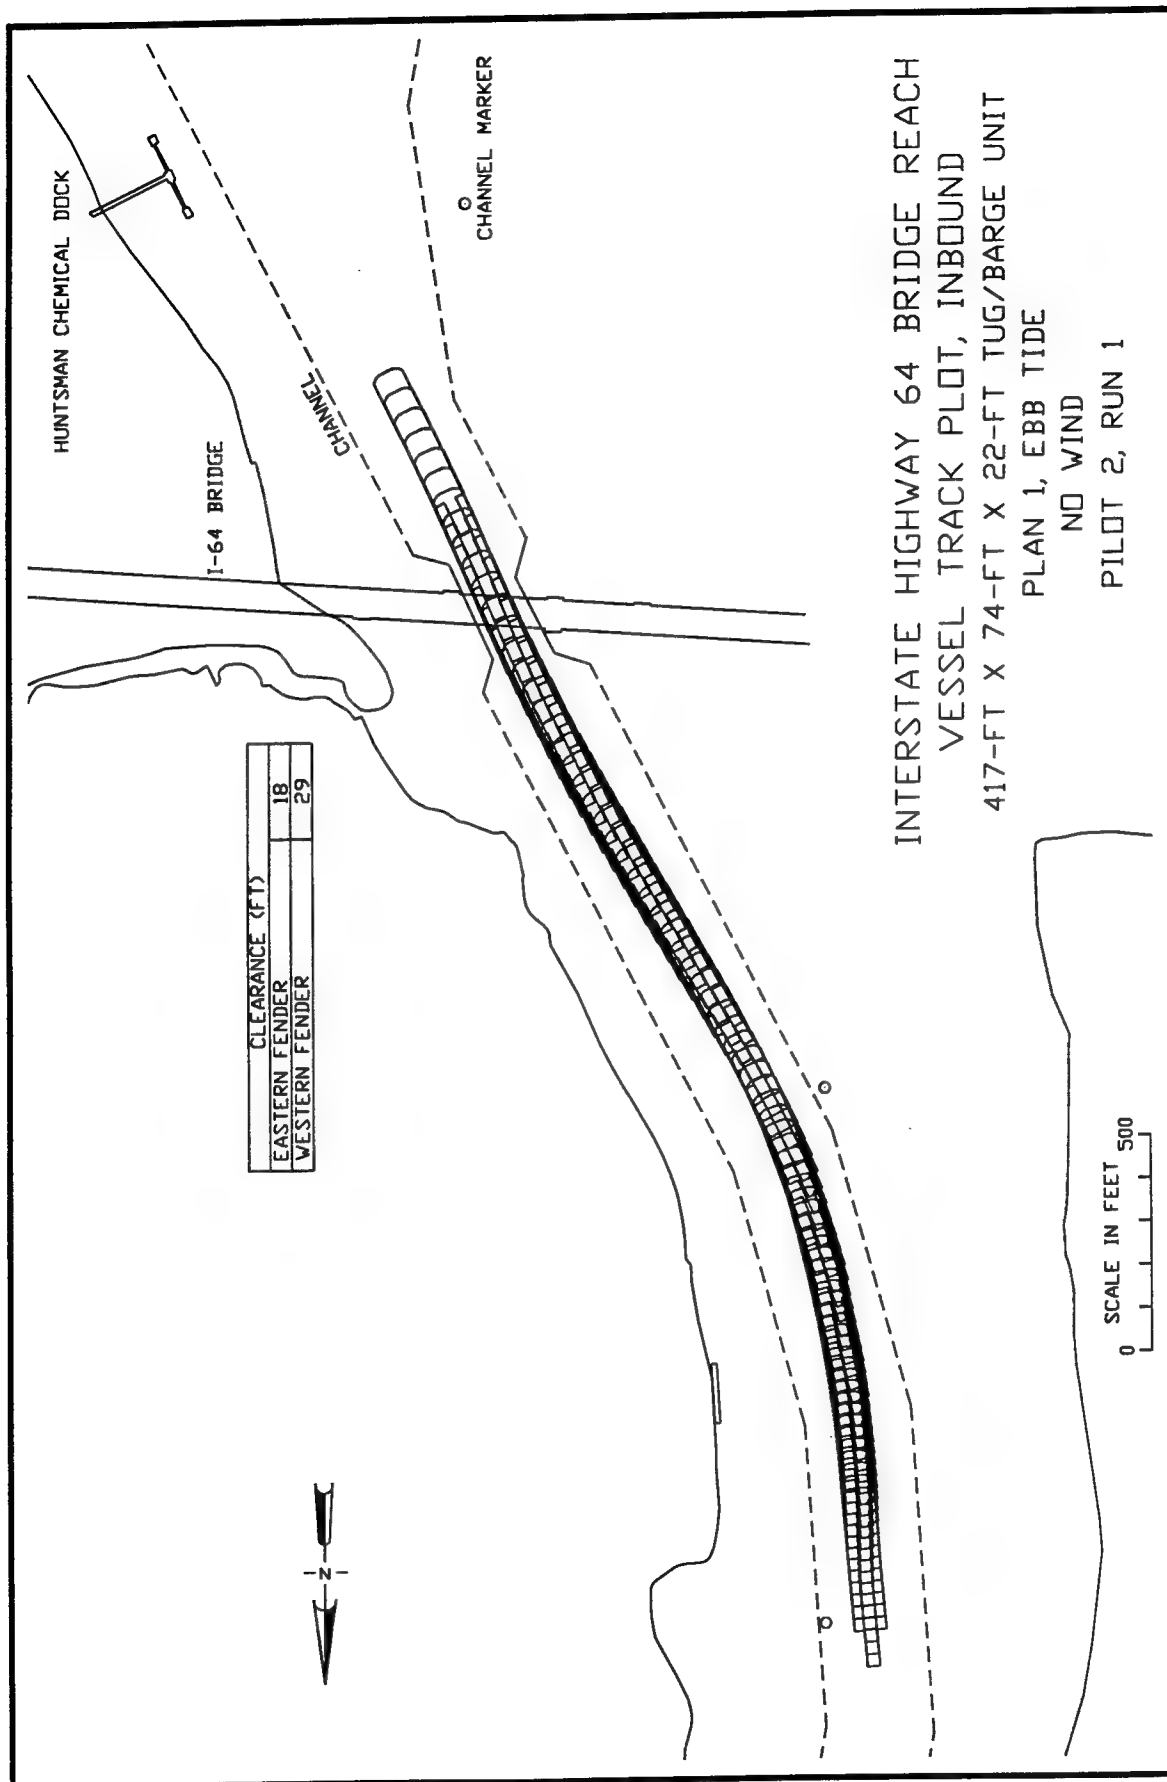 HUNTSMAN CHEMICAL DOCK
CHANNEL MARKER
I-64 BRIDGE
CHANNEL
CLEARANCE (FT)
EASTERN FENDER 18
WESTERN FENDER 29
-N-
INTERSTATE HIGHWAY 64 BRIDGE REACH
VESSEL TRACK PLOT, INBOUND
417-FT X 74-FT X 22-FT TUG/BARGE UNIT
PLAN 1, EBB TIDE
NO WIND
PILOT 2, RUN 1
SCALE IN FEET
0 500